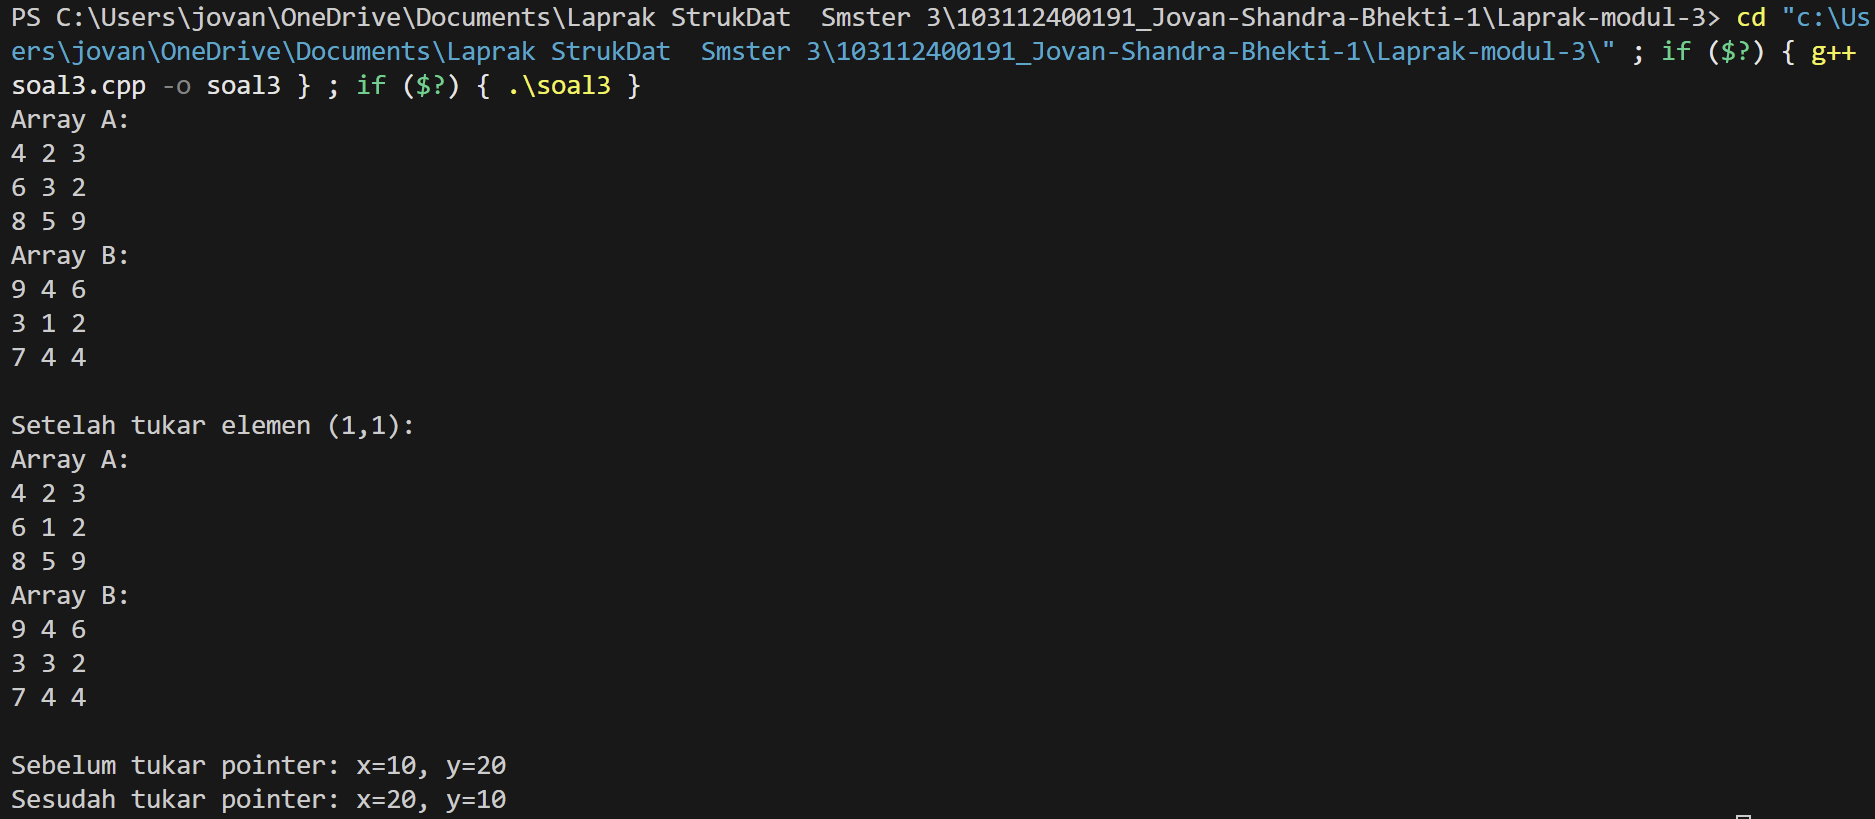 PS C:\Users\jovan\OneDrive\Documents\Laprak StrukDat  Smster 3\103112400191_Jovan-Shandra-Bhekti-1\Laprak-modul-3> cd "c:\Us
ers\jovan\OneDrive\Documents\Laprak StrukDat  Smster 3\103112400191_Jovan-Shandra-Bhekti-1\Laprak-modul-3\" ; if ($?) { g++
soal3.cpp -o soal3 } ; if ($?) { .\soal3 }
Array A:
4 2 3
6 3 2
8 5 9
Array B:
9 4 6
3 1 2
7 4 4

Setelah tukar elemen (1,1):
Array A:
4 2 3
6 1 2
8 5 9
Array B:
9 4 6
3 3 2
7 4 4

Sebelum tukar pointer: x=10, y=20
Sesudah tukar pointer: x=20, y=10